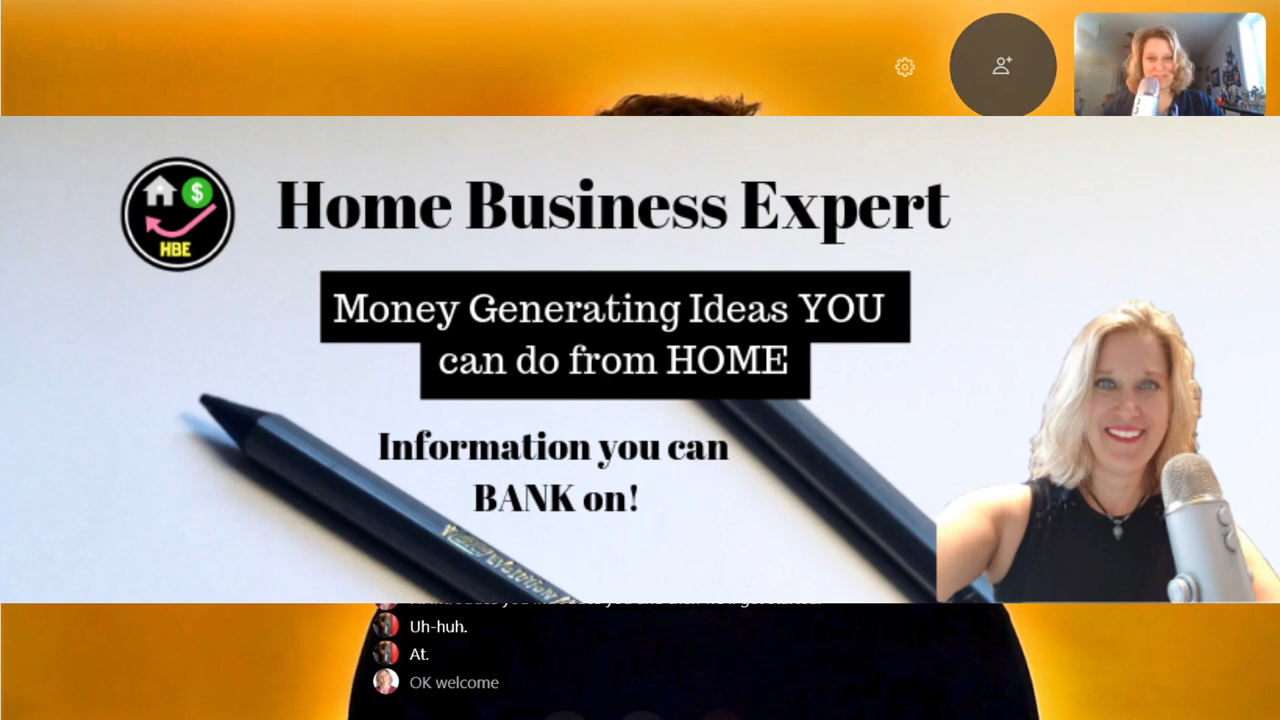 HBE
Home Business Expert
Money Generating Ideas YOU
can do from HOME
Information you can
BANK on!
Uh-huh.
At.
OK welcome